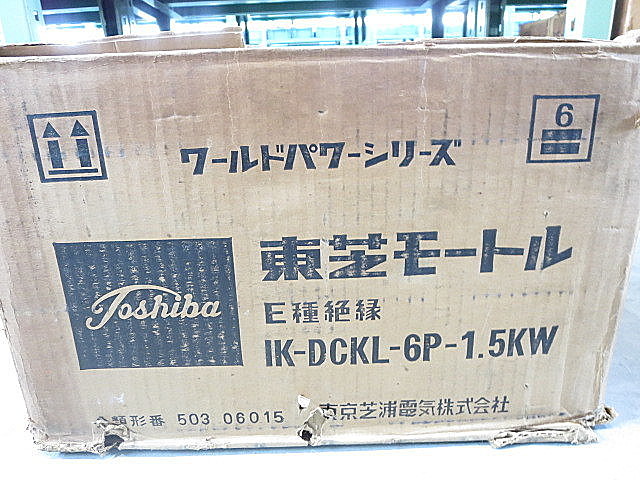 6
ワールドパワーシリーズ
東芝モートル
Toshiba
E種絶縁
IK-DCKL-6P-1.5KW
類形番 503 06015
東京芝浦電気株式会社